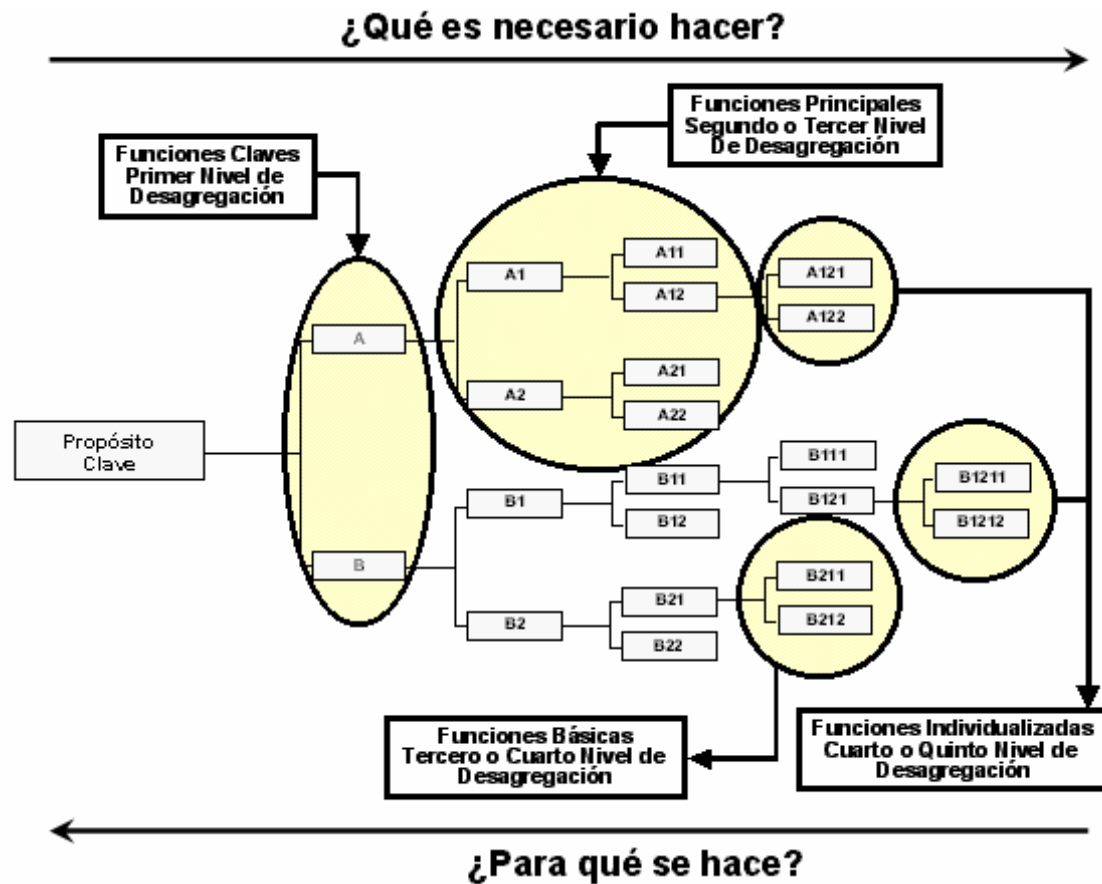 ¿Qué es necesario hacer?
Funciones Principales
Segundo o Tercer Nivel
De Desagregación
Funciones Claves
Primer Nivel de
Desagregación
A11
A1
A12
A121
A122
A
A21
A2
A22
Propósito
Clave
B111
B11
B1211
B1
B121
B12
B1212
B
B211
B21
B2
B212
B22
Funciones Básicas
Tercero o Cuarto Nivel de
Desagregación
Funciones Individualizadas
Cuarto o Quinto Nivel de
Desagregación
¿Para qué se hace?